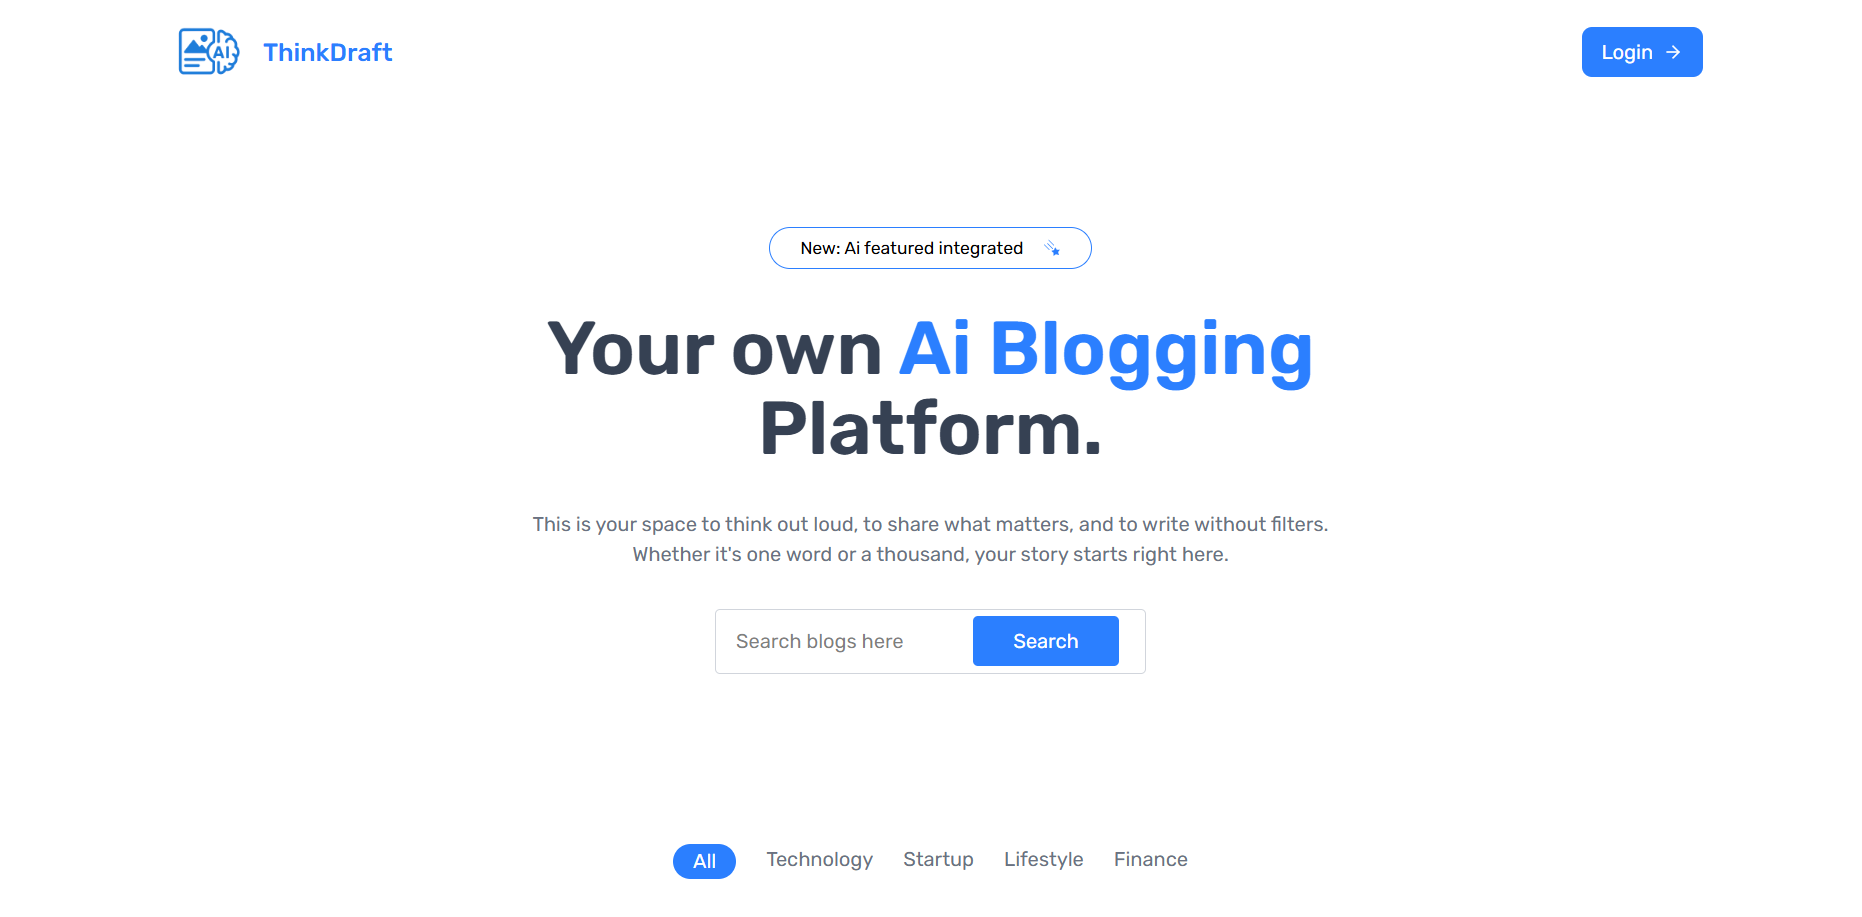 AI
ThinkDraft
Login
New: Ai featured integrated
Your own Ai Blogging
Platform.
This is your space to think out loud, to share what matters, and to write without filters.
Whether it's one word or a thousand, your story starts right here.
Search blogs here
Search
All
Technology
Startup
Lifestyle
Finance